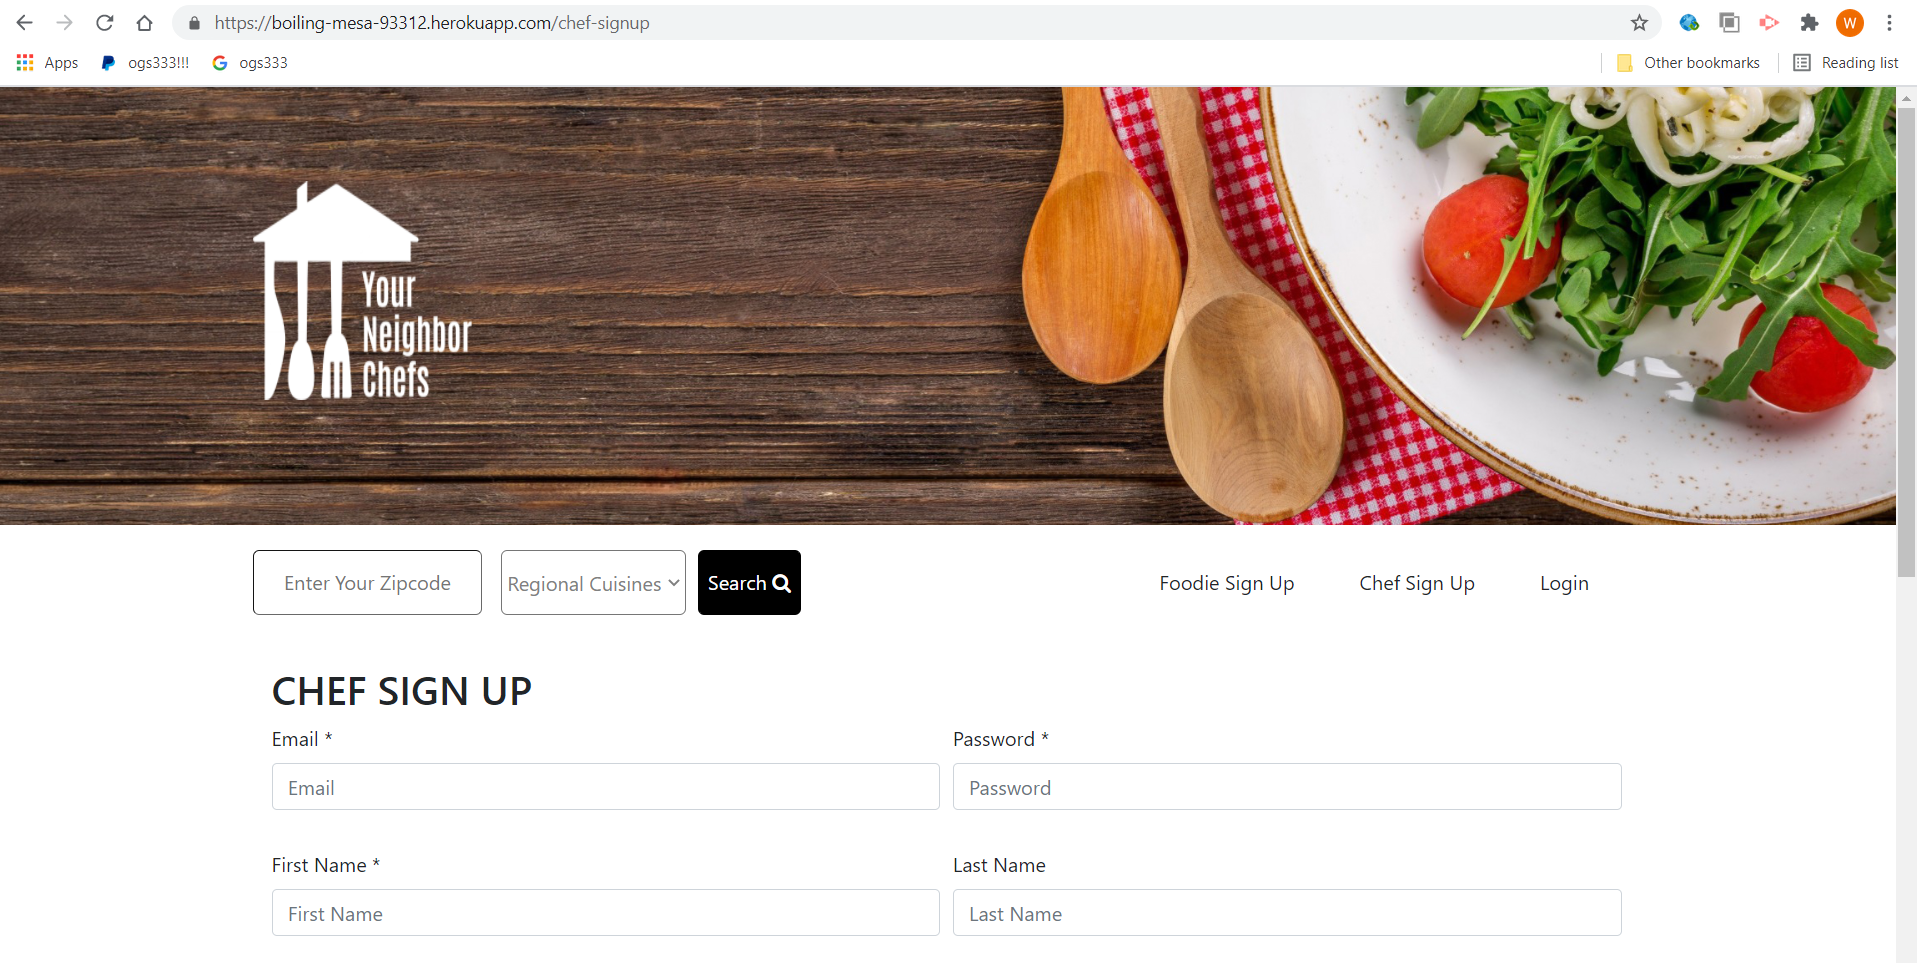 https://boiling-mesa-93312.herokuapp.com/chef-signup
W
Apps ogs333!!! ogs333 Other bookmarks Reading list
Your
Neighbor
Chefs
Enter Your Zipcode Regional Cuisines Search Foodie Sign Up Chef Sign Up Login
CHEF SIGN UP
Email * Password *
Email Password
First Name * Last Name
First Name Last Name